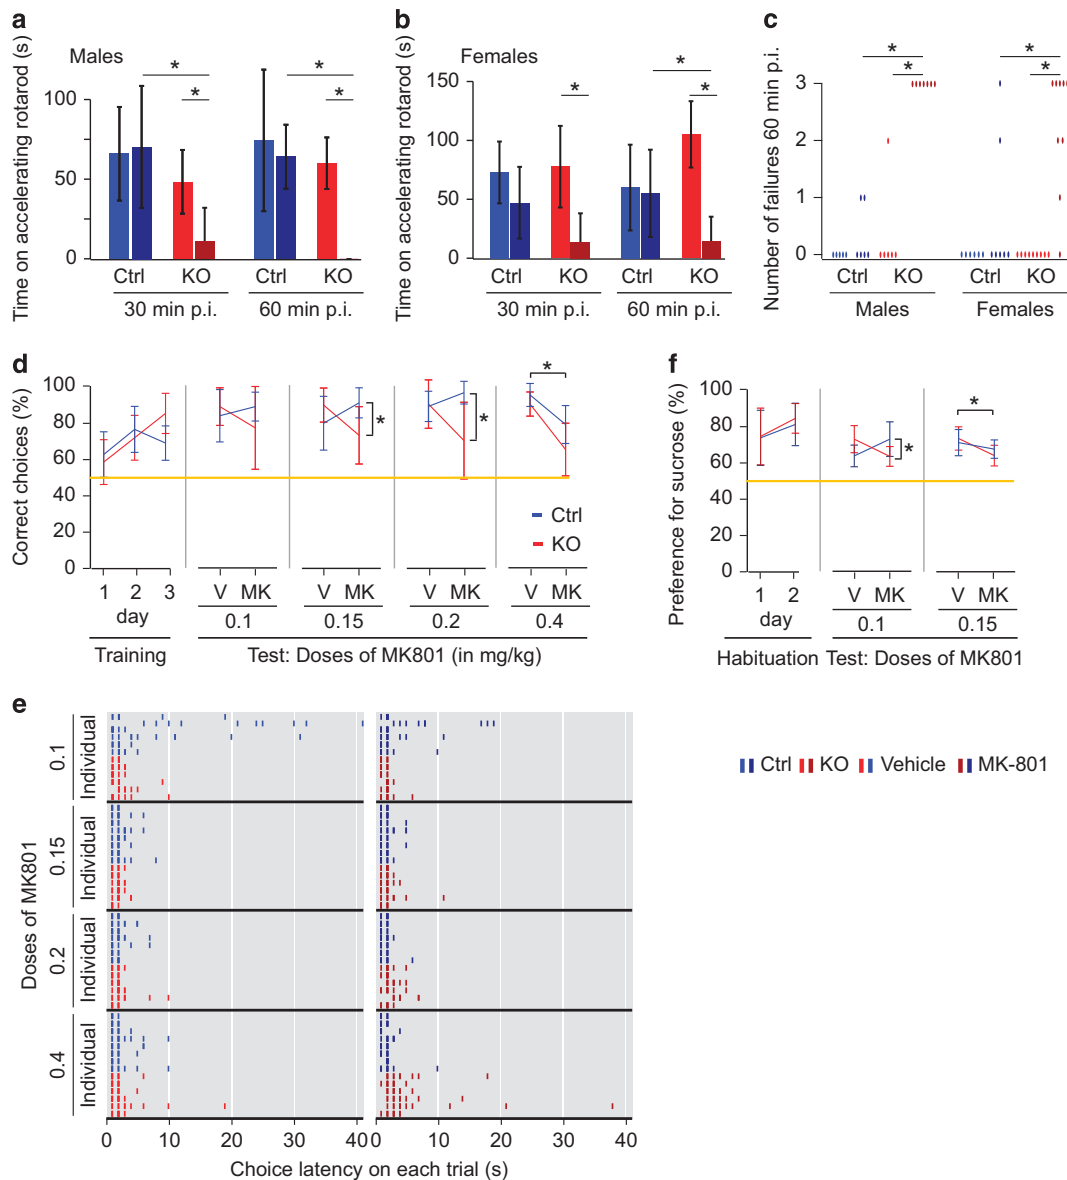 a
Time on accelerating rotarod (s)
Males
100
50
0
*
*
*
*
Ctrl KO Ctrl KO
30 min p.i. 60 min p.i.
b
Time on accelerating rotarod (s)
Females
150
100
50
0
*
*
*
Ctrl KO Ctrl KO
30 min p.i. 60 min p.i.
c
Number of failures 60 min p.i.
3
2
1
0
*
*
*
*
Ctrl KO Ctrl KO
Males Females
d
Correct choices (%)
100
80
60
40
20
0
*
*
*
Ctrl
KO
1 2 3 V MK V MK V MK V MK
day 0.1 0.15 0.2 0.4
Training Test: Doses of MK801 (in mg/kg)
f
Preference for sucrose (%)
100
80
60
40
20
0
*
*
1 2 V MK V MK
day 0.1 0.15
Habituation Test: Doses of MK801
e
Doses of MK801
0.1
Individual
0.15
Individual
0.2
Individual
0.4
Individual
0 10 20 30 40 0 10 20 30 40
Choice latency on each trial (s)
Ctrl KO Vehicle MK-801